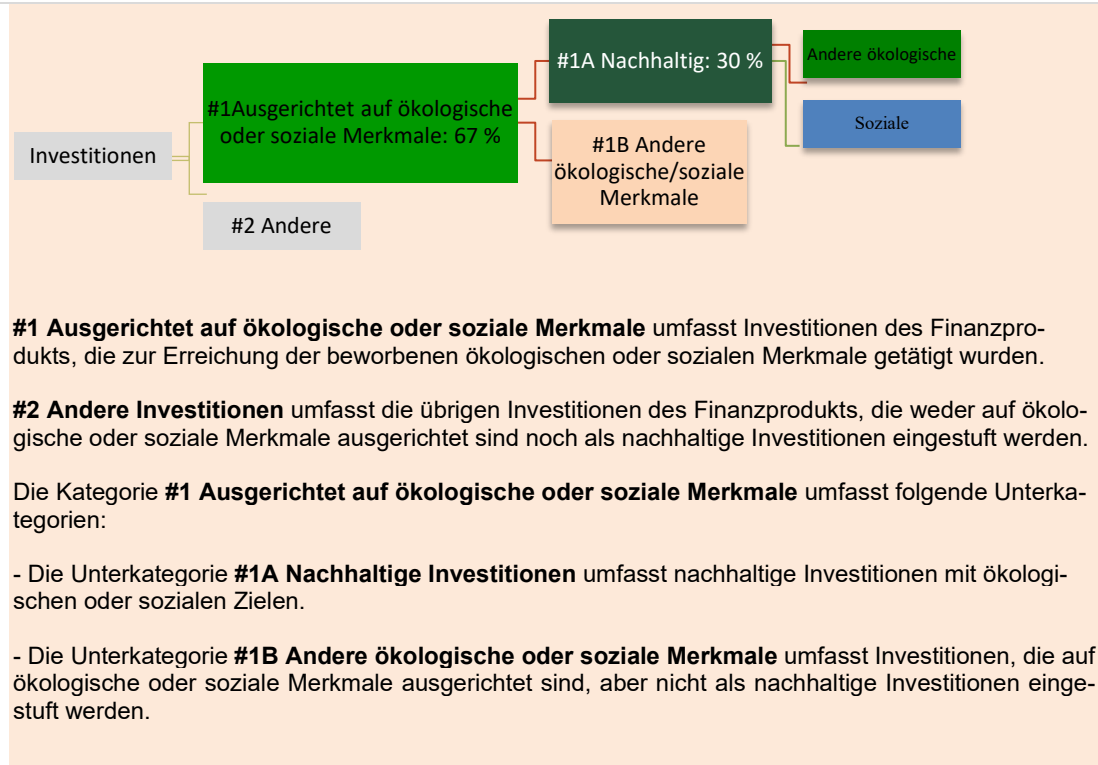 #1A Nachhaltig: 30 %
Andere ökologische
#1Ausgerichtet auf ökologische
oder soziale Merkmale: 67 %
Soziale
Investitionen
#1B Andere
ökologische/soziale
Merkmale
#2 Andere
#1 Ausgerichtet auf ökologische oder soziale Merkmale umfasst Investitionen des Finanzpro-
dukts, die zur Erreichung der beworbenen ökologischen oder sozialen Merkmale getätigt wurden.
#2 Andere Investitionen umfasst die übrigen Investitionen des Finanzprodukts, die weder auf ökolo-
gische oder soziale Merkmale ausgerichtet sind noch als nachhaltige Investitionen eingestuft werden.
Die Kategorie #1 Ausgerichtet auf ökologische oder soziale Merkmale umfasst folgende Unterka-
tegorien:
- Die Unterkategorie #1A Nachhaltige Investitionen umfasst nachhaltige Investitionen mit ökologi-
schen oder sozialen Zielen.
- Die Unterkategorie #1B Andere ökologische oder soziale Merkmale umfasst Investitionen, die auf
ökologische oder soziale Merkmale ausgerichtet sind, aber nicht als nachhaltige Investitionen einge-
stuft werden.